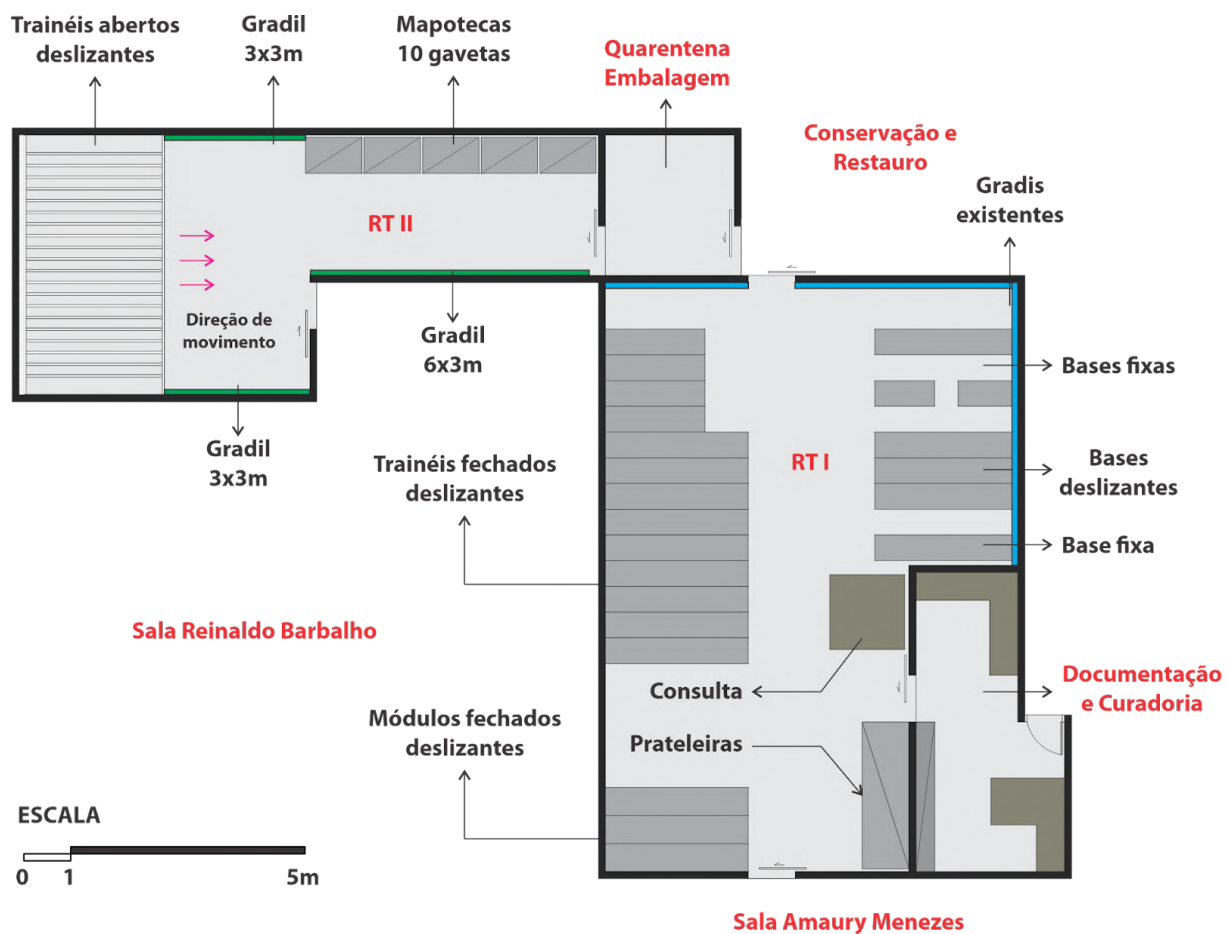 Trainéis abertos
deslizantes
Gradil
3x3m
Mapotecas
10 gavetas
Quarentena
Embalagem
Conservação e
Restauro
Gradis
existentes
RT II
Direção de
movimento
Gradil
6x3m
Gradil
3x3m
Bases fixas
RT I
Trainéis fechados
deslizantes
Bases
deslizantes
Base fixa
Sala Reinaldo Barbalho
Consulta
Documentação
e Curadoria
Módulos fechados
deslizantes
Prateleiras
ESCALA
0 1 5m
Sala Amaury Menezes